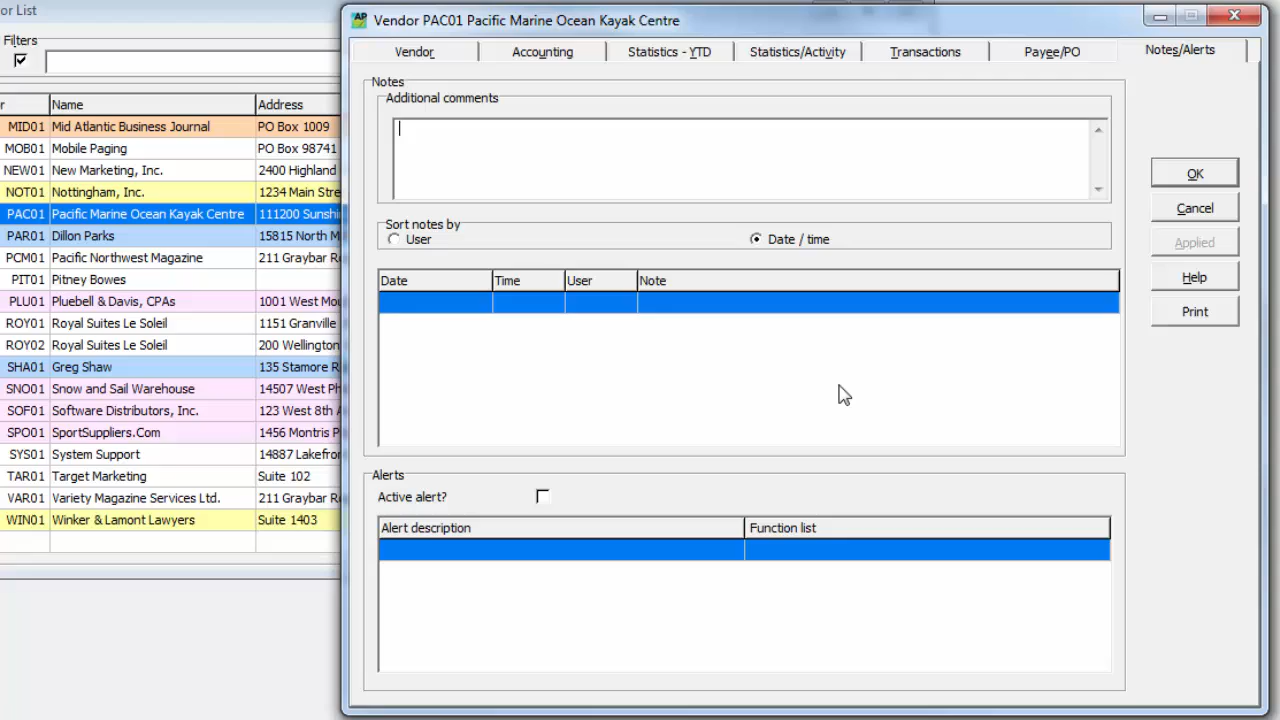 or List
Filters
r Name Address
MID01 Mid Atlantic Business Journal PO Box 1009
MOB01 Mobile Paging PO Box 98741
NEW01 New Marketing, Inc. 2400 Highland
NOT01 Nottingham, Inc. 1234 Main Stre
PAC01 Pacific Marine Ocean Kayak Centre 111200 Sunshi
PAR01 Dillon Parks 15815 North M
PCM01 Pacific Northwest Magazine 211 Graybar Ro
PIT01 Pitney Bowes
PLU01 Pluebell & Davis, CPAs 1001 West Mou
ROY01 Royal Suites Le Soleil 1151 Granville
ROY02 Royal Suites Le Soleil 200 Wellington
SHA01 Greg Shaw 135 Stamore R
SNO01 Snow and Sail Warehouse 14507 West Ph
SOF01 Software Distributors, Inc. 123 West 8th A
SPO01 SportSuppliers.Com 1456 Montris P
SYS01 System Support 14887 Lakefro
TAR01 Target Marketing Suite 102
VAR01 Variety Magazine Services Ltd. 211 Graybar Ro
WIN01 Winker & Lamont Lawyers Suite 1403
AP Vendor PAC01 Pacific Marine Ocean Kayak Centre
Vendor Accounting Statistics - YTD Statistics/Activity Transactions Payee/PO Notes/Alerts
Notes
Additional comments
Sort notes by
User Date / time
Date Time User Note
Alerts
Active alert?
Alert description Function list
OK
Cancel
Applied
Help
Print